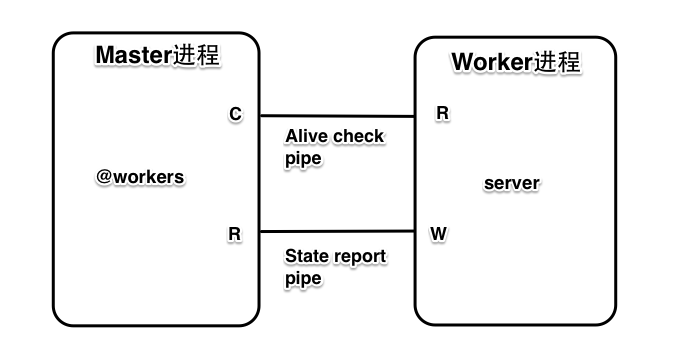 Master进程
Worker进程
C
R
Alive check
pipe
@workers
server
R
W
State report
pipe